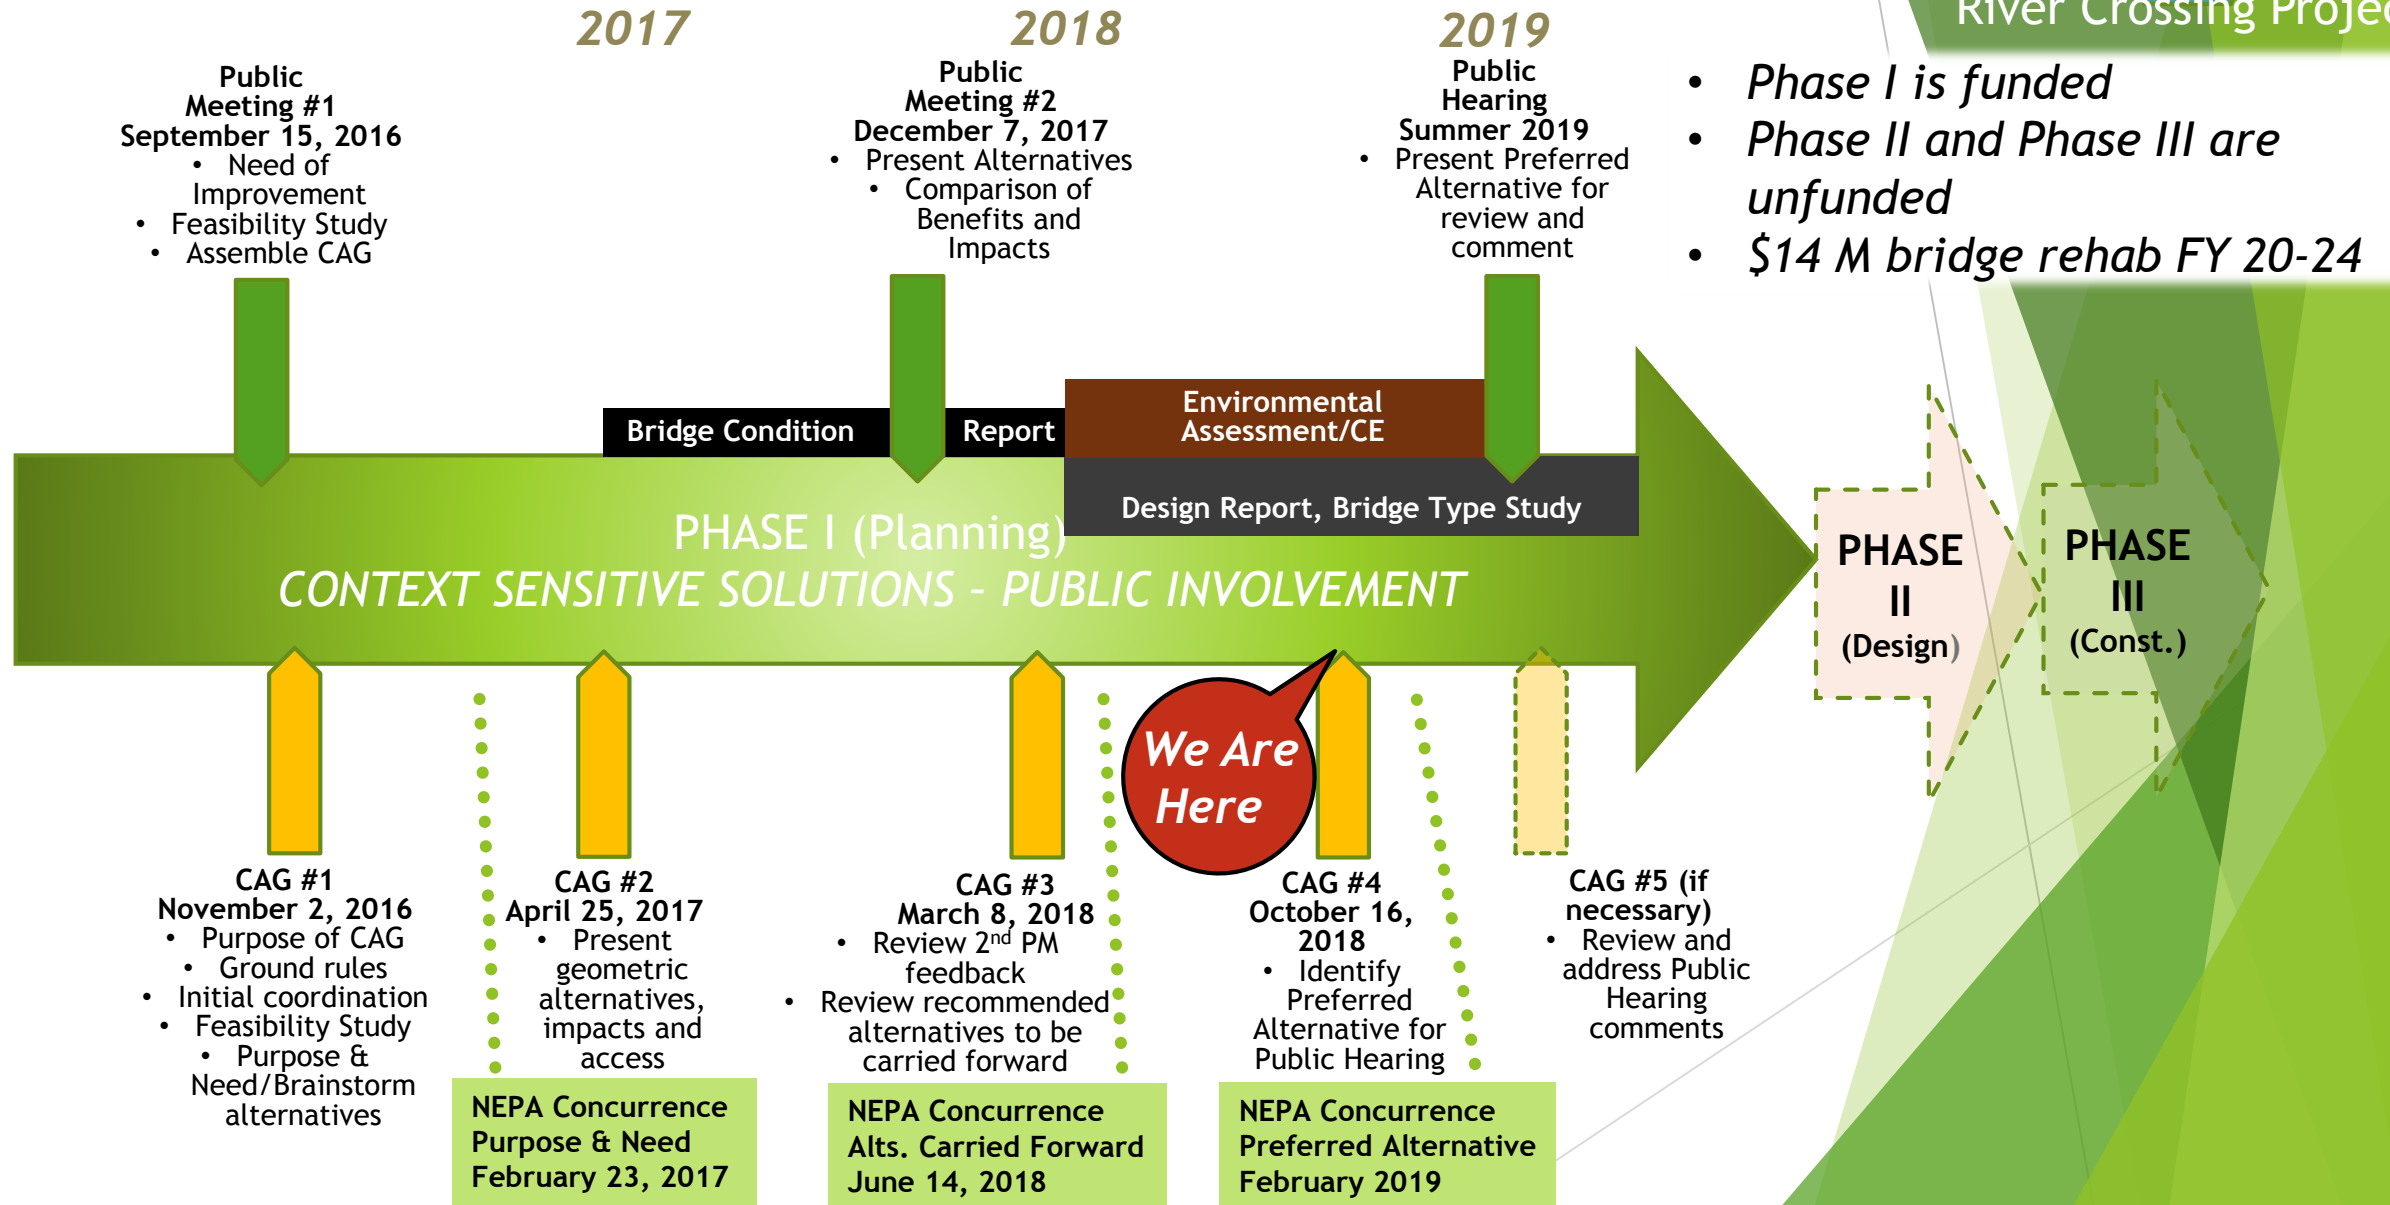 River Crossing Projec
2017
2018
2019
Public
Meeting #1
September 15, 2016
• Need of
Improvement
• Feasibility Study
• Assemble CAG
Public
Meeting #2
December 7, 2017
• Present Alternatives
• Comparison of
Benefits and
Impacts
Public
Hearing
Summer 2019
• Present Preferred
Alternative for
review and
comment
• Phase I is funded
• Phase II and Phase III are
unfunded
• $14 M bridge rehab FY 20-24
Bridge Condition
Report
Environmental
Assessment/CE
Design Report, Bridge Type Study
PHASE I (Planning)
CONTEXT SENSITIVE SOLUTIONS – PUBLIC INVOLVEMENT
PHASE
II
(Design)
PHASE
III
(Const.)
We Are
Here
CAG #1
November 2, 2016
• Purpose of CAG
• Ground rules
• Initial coordination
• Feasibility Study
• Purpose &
Need/Brainstorm
alternatives
CAG #2
April 25, 2017
• Present
geometric
alternatives,
impacts and
access
CAG #3
March 8, 2018
• Review 2nd PM
feedback
• Review recommended
alternatives to be
carried forward
CAG #4
October 16,
2018
• Identify
Preferred
Alternative for
Public Hearing
CAG #5 (if
necessary)
• Review and
address Public
Hearing
comments
NEPA Concurrence
Purpose & Need
February 23, 2017
NEPA Concurrence
Alts. Carried Forward
June 14, 2018
NEPA Concurrence
Preferred Alternative
February 2019